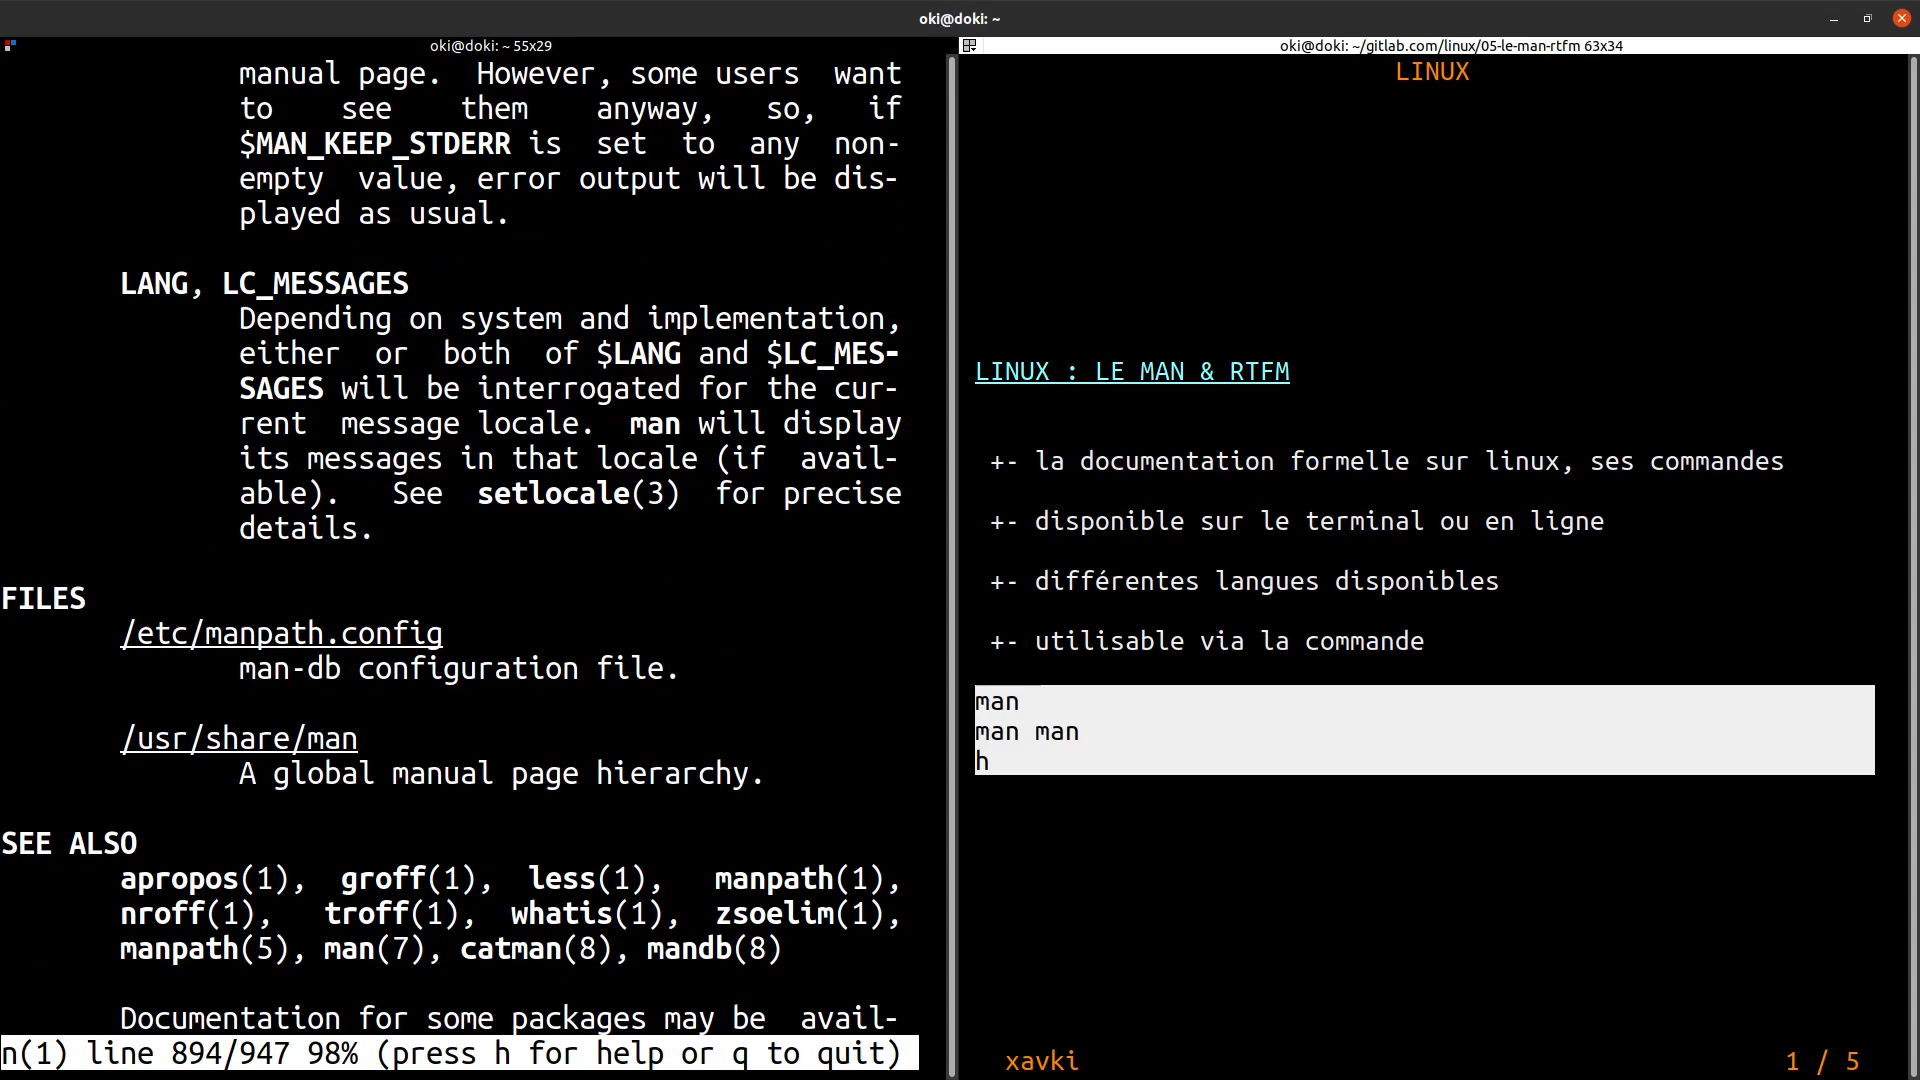 oki@doki: ~
oki@doki: ~ 55x29
manual page.  However, some users  want
to    see    them    anyway,   so,   if
$MAN_KEEP_STDERR is  set  to  any  non-
empty  value, error output will be dis-
played as usual.
LANG, LC_MESSAGES
Depending on system and implementation,
either  or  both  of $LANG and $LC_MES-
SAGES will be interrogated for the cur-
rent  message locale.  man will display
its messages in that locale (if  avail-
able).   See  setlocale(3)  for precise
details.
FILES
/etc/manpath.config
man-db configuration file.
/usr/share/man
A global manual page hierarchy.
SEE ALSO
apropos(1),  groff(1),  less(1),   manpath(1),
nroff(1),   troff(1),  whatis(1),  zsoelim(1),
manpath(5), man(7), catman(8), mandb(8)
Documentation for some packages may be  avail-
n(1) line 894/947 98% (press h for help or q to quit)
oki@doki: ~/gitlab.com/linux/05-le-man-rtfm 63x34
LINUX
LINUX : LE MAN & RTFM
+- la documentation formelle sur linux, ses commandes
+- disponible sur le terminal ou en ligne
+- différentes langues disponibles
+- utilisable via la commande
man
man man
h
xavki
1 / 5